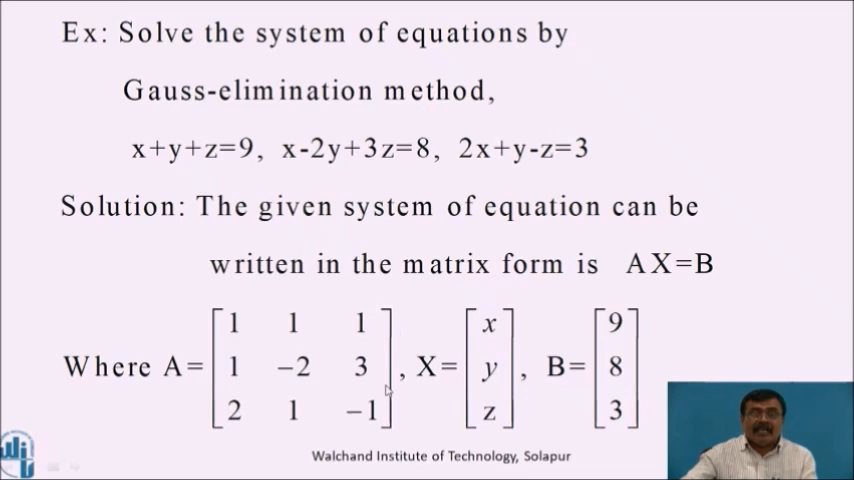 Ex: Solve the system of equations by
Gauss-elimination method,
x+y+z=9, x-2y+3z=8, 2x+y-z=3
Solution: The given system of equation can be
written in the matrix form is AX=B
Where A= [1 1 1; 1 −2 3; 2 1 −1], X= [x; y; z], B= [9; 8; 3]
Walchand Institute of Technology, Solapur